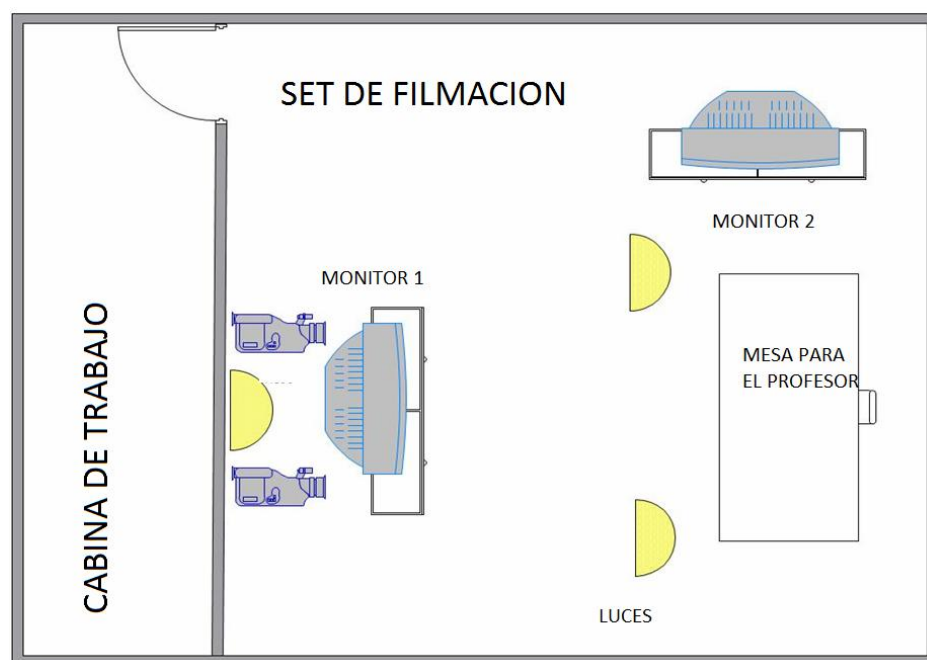 SET DE FILMACION
MONITOR 2
MONITOR 1
CABINA DE TRABAJO
MESA PARA
EL PROFESOR
LUCES